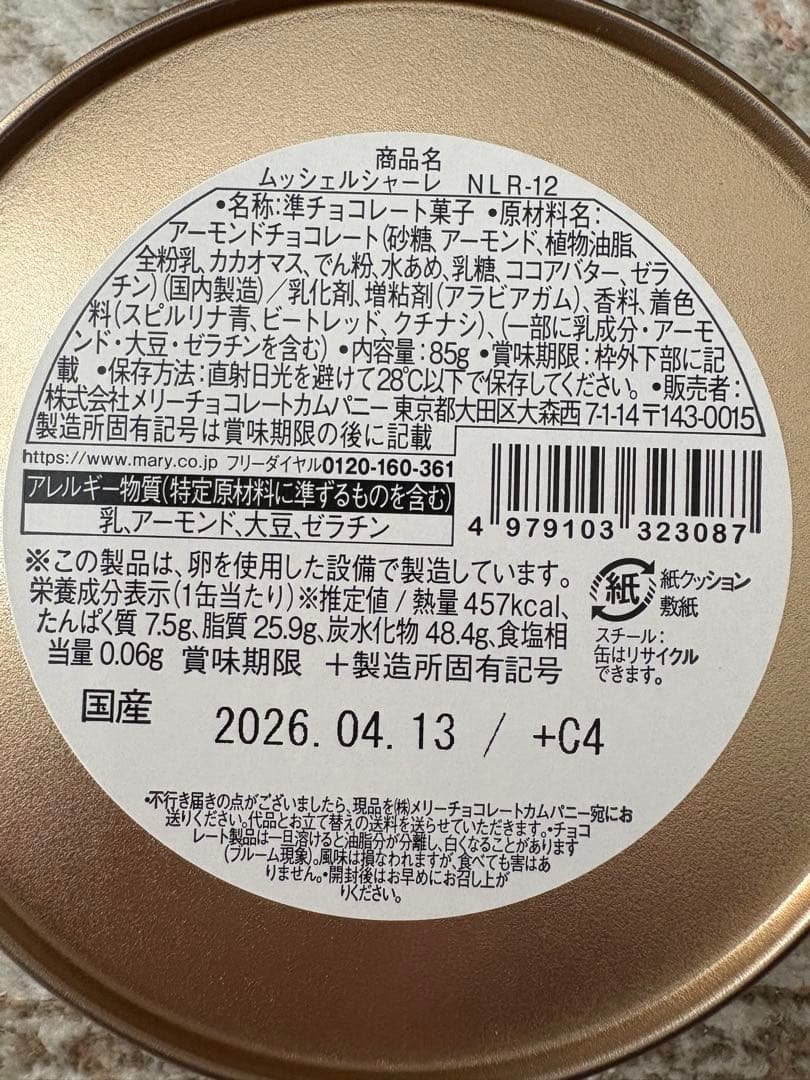 商品名
ムッシェルシャーレ NLR-12
•名称:準チョコレート菓子 •原材料名:
アーモンドチョコレート(砂糖、アーモンド、植物油脂、
全粉乳、カカオマス、でん粉、水あめ、乳糖、ココアバター、ゼラ
チン)(国内製造)/乳化剤、増粘剤(アラビアガム)、香料、着色
料(スピルリナ青、ビートレッド、クチナシ)、(一部に乳成分・アーモ
ンド・大豆・ゼラチンを含む) •内容量:85g •賞味期限:枠外下部に記
載 •保存方法:直射日光を避けて28℃以下で保存してください。 •販売者:
株式会社メリーチョコレートカムパニー 東京都大田区大森西7-1-14〒143-0015
製造所固有記号は賞味期限の後に記載
https://www.mary.co.jp フリーダイヤル0120-160-361
アレルギー物質(特定原材料に準ずるものを含む)
乳、アーモンド、大豆、ゼラチン
4 979103 323087
※この製品は、卵を使用した設備で製造しています。
栄養成分表示(1缶当たり)※推定値/熱量457kcal、
たんぱく質7.5g、脂質25.9g、炭水化物48.4g、食塩相
当量0.06g 賞味期限 +製造所固有記号
紙 紙クッション
敷紙
スチール:
缶はリサイクル
できます。
国産 2026.04.13 / +C4
•不行き届きの点がございましたら、現品を(株)メリーチョコレートカムパニー宛にお
送りください。代品とお立て替えの送料を送らせていただきます。•チョコ
レート製品は一旦溶けると油脂分が分離し、白くなることがあります
(ブルーム現象)。風味は損なわれますが、食べても害はあ
りません。•開封後はお早めにお召し上が
りください。